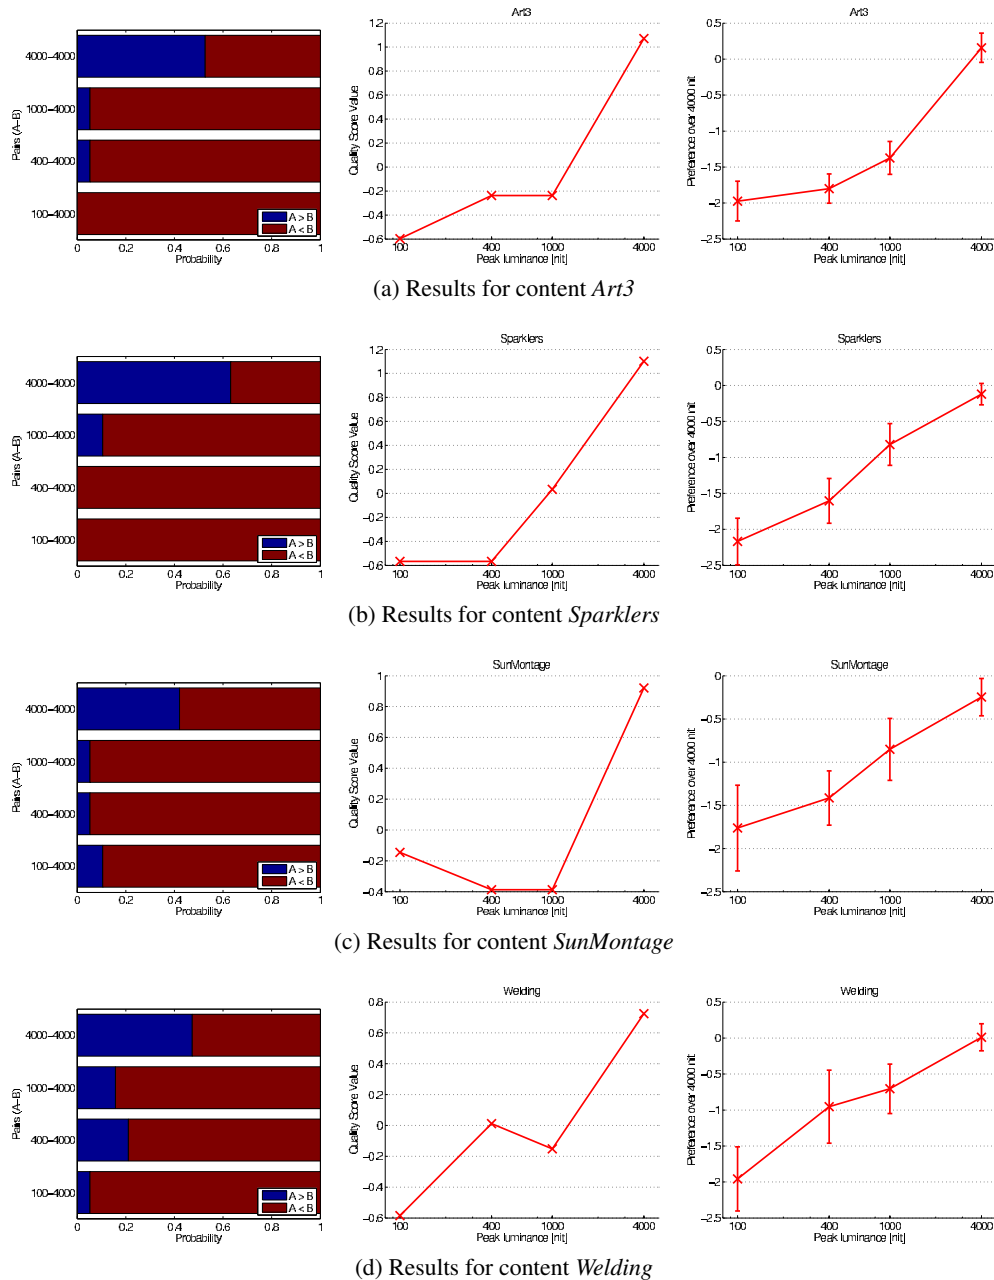 Art3
Art3
Pairs (A−B)
4000−4000
1000−4000
400−4000
100−4000
A > B
A < B
0 0.2 0.4 0.6 0.8 1
Probability
Quality Score Value
1.2
1
0.8
0.6
0.4
0.2
0
−0.2
−0.4
−0.6
100 400 1000 4000
Peak luminance [nit]
Preference over 4000 nit
0.5
0
−0.5
−1
−1.5
−2
−2.5
100 400 1000 4000
Peak luminance [nit]
(a) Results for content Art3
Sparklers
Sparklers
Pairs (A−B)
4000−4000
1000−4000
400−4000
100−4000
A > B
A < B
0 0.2 0.4 0.6 0.8 1
Probability
Quality Score Value
1.2
1
0.8
0.6
0.4
0.2
0
−0.2
−0.4
−0.6
100 400 1000 4000
Peak luminance [nit]
Preference over 4000 nit
0.5
0
−0.5
−1
−1.5
−2
−2.5
100 400 1000 4000
Peak luminance [nit]
(b) Results for content Sparklers
SunMontage
SunMontage
Pairs (A−B)
4000−4000
1000−4000
400−4000
100−4000
A > B
A < B
0 0.2 0.4 0.6 0.8 1
Probability
Quality Score Value
1
0.8
0.6
0.4
0.2
0
−0.2
−0.4
100 400 1000 4000
Peak luminance [nit]
Preference over 4000 nit
0
−0.5
−1
−1.5
−2
−2.5
100 400 1000 4000
Peak luminance [nit]
(c) Results for content SunMontage
Welding
Welding
Pairs (A−B)
4000−4000
1000−4000
400−4000
100−4000
A > B
A < B
0 0.2 0.4 0.6 0.8 1
Probability
Quality Score Value
0.8
0.6
0.4
0.2
0
−0.2
−0.4
−0.6
100 400 1000 4000
Peak luminance [nit]
Preference over 4000 nit
0.5
0
−0.5
−1
−1.5
−2
−2.5
100 400 1000 4000
Peak luminance [nit]
(d) Results for content Welding